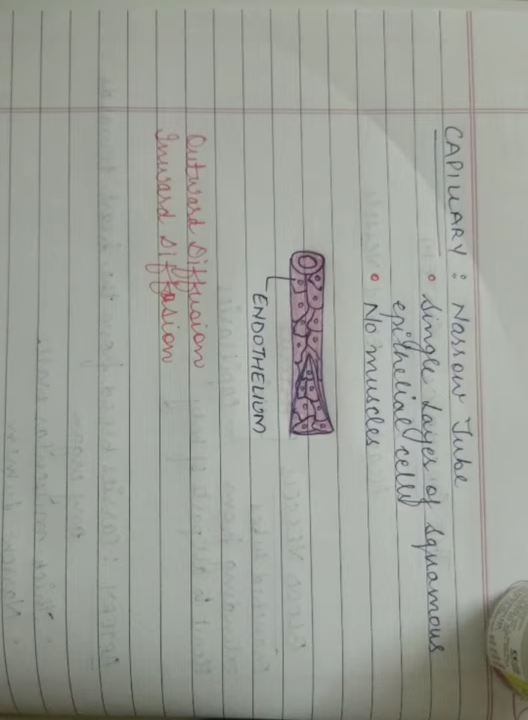 CAPILLARY : Narrow Tube
• Single Layer of Squamous
epithelial cells
• No muscles
ENDOTHELIUM
Outward Diffusion
Inward Diffusion